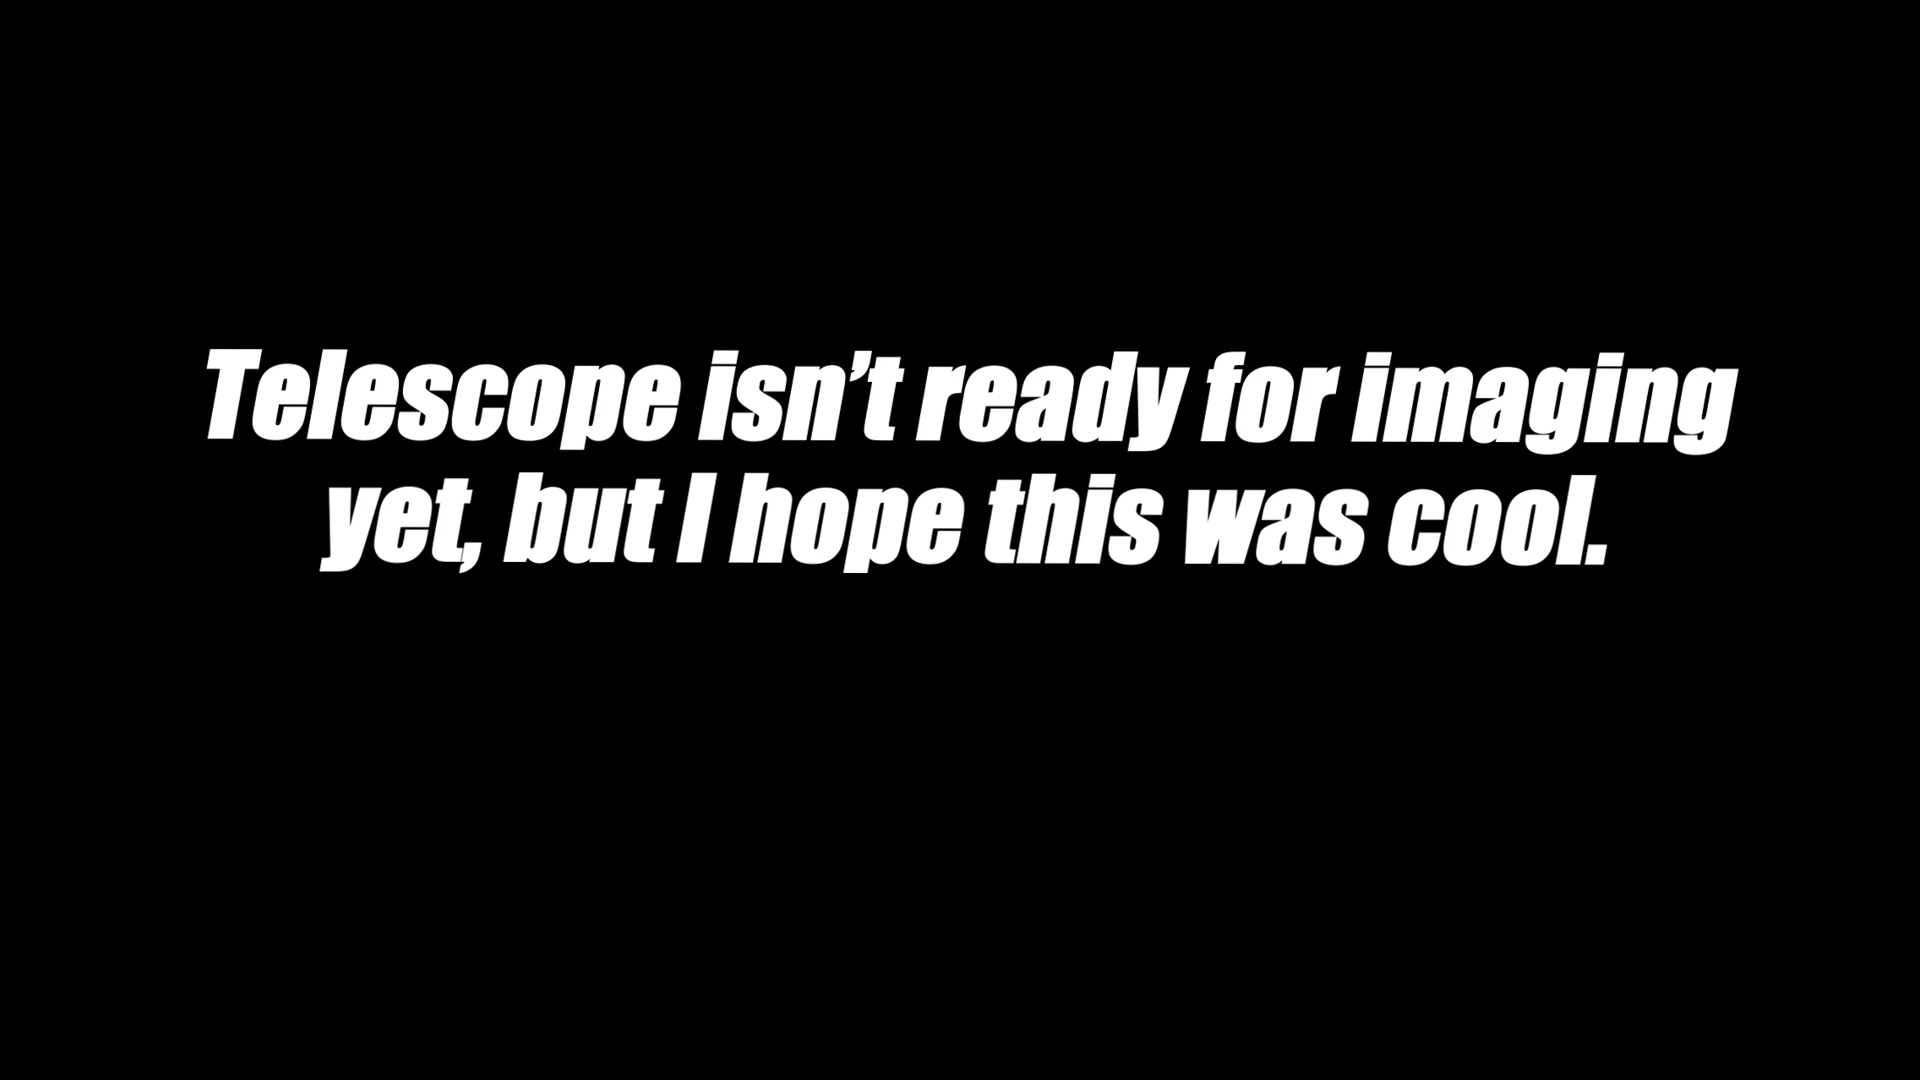 Telescope isn’t ready for imaging
yet, but I hope this was cool.